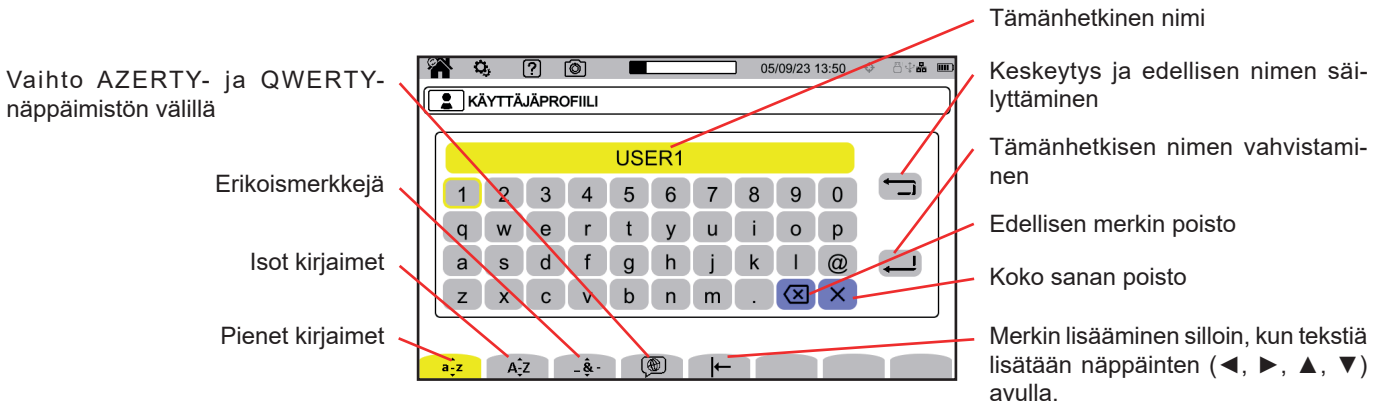 Tämänhetkinen nimi
Vaihto AZERTY- ja QWERTY-
näppäimistön välillä
Erikoismerkkejä
Isot kirjaimet
Pienet kirjaimet
05/09/23 13:50
KÄYTTÄJÄPROFIILI
USER1
1 2 3 4 5 6 7 8 9 0
q w e r t y u i o p
a s d f g h j k l @
z x c v b n m .
a-z A-Z _&-
Keskeytys ja edellisen nimen säi-
lyttäminen
Tämänhetkisen nimen vahvistami-
nen
Edellisen merkin poisto
Koko sanan poisto
Merkin lisääminen silloin, kun tekstiä
lisätään näppäinten (◄, ►, ▲, ▼)
avulla.